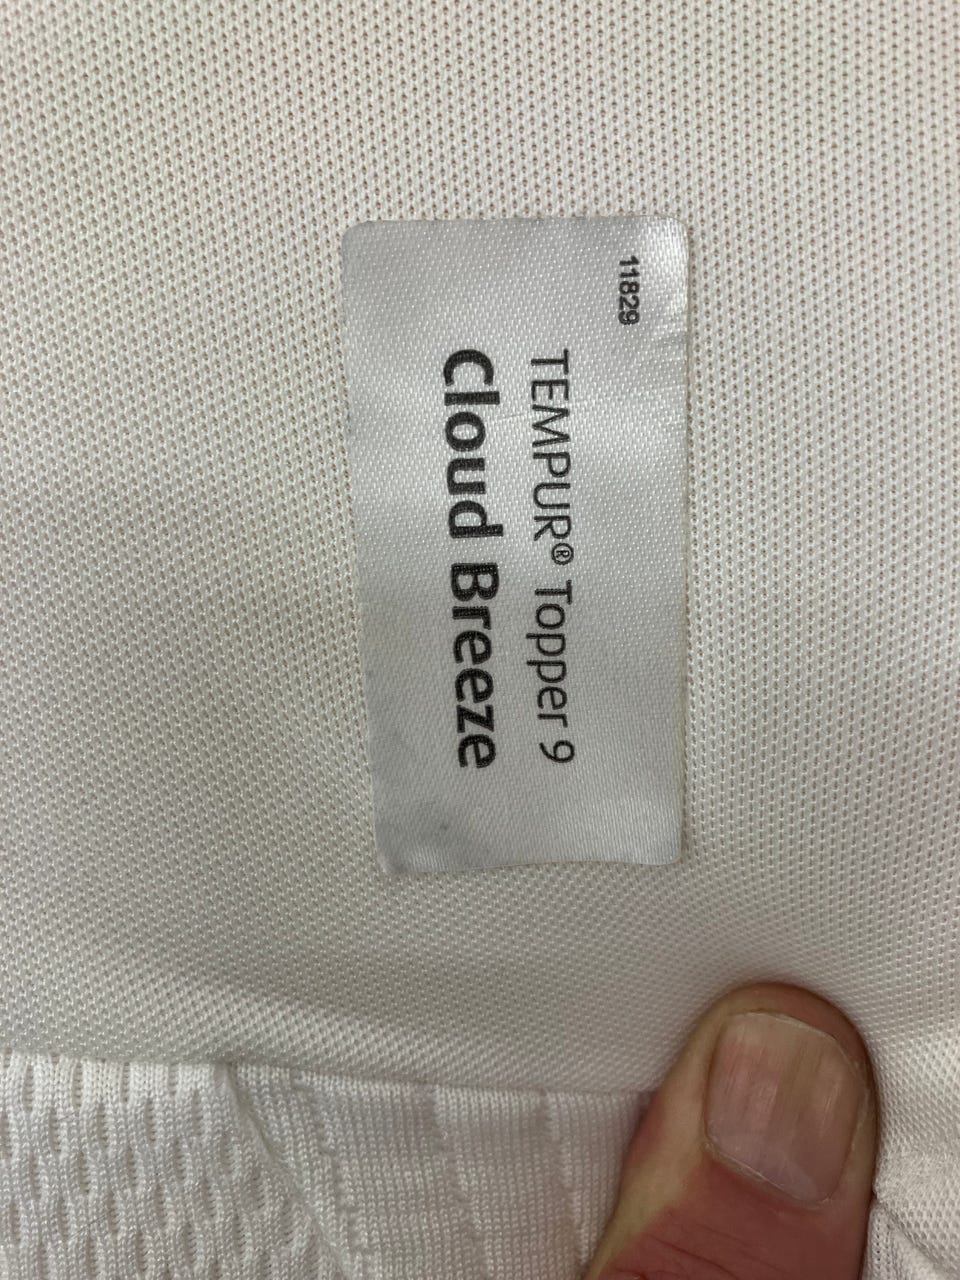 11829
TEMPUR® Topper 9
Cloud Breeze